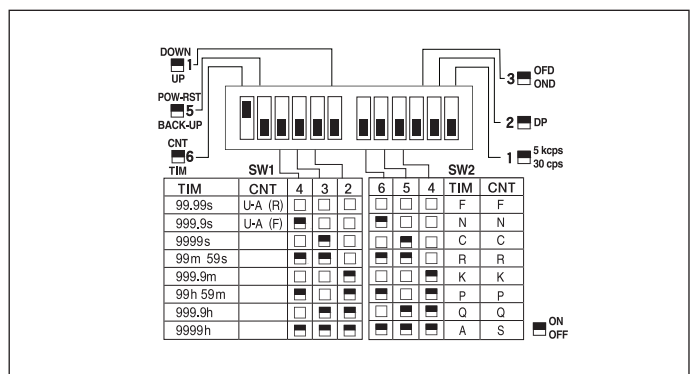 DOWN
1
UP
POW-RST
5
BACK-UP
CNT
6
TIM
3 OFD
OND
2 DP
1 5 kcps
30 cps
SW1 SW2
TIM CNT 4 3 2 6 5 4 TIM CNT
99.99s U-A (R) F F
999.9s U-A (F) N N
9999s C C
99m 59s R R
999.9m K K
99h 59m P P
999.9h Q Q
9999h A S
ON
OFF